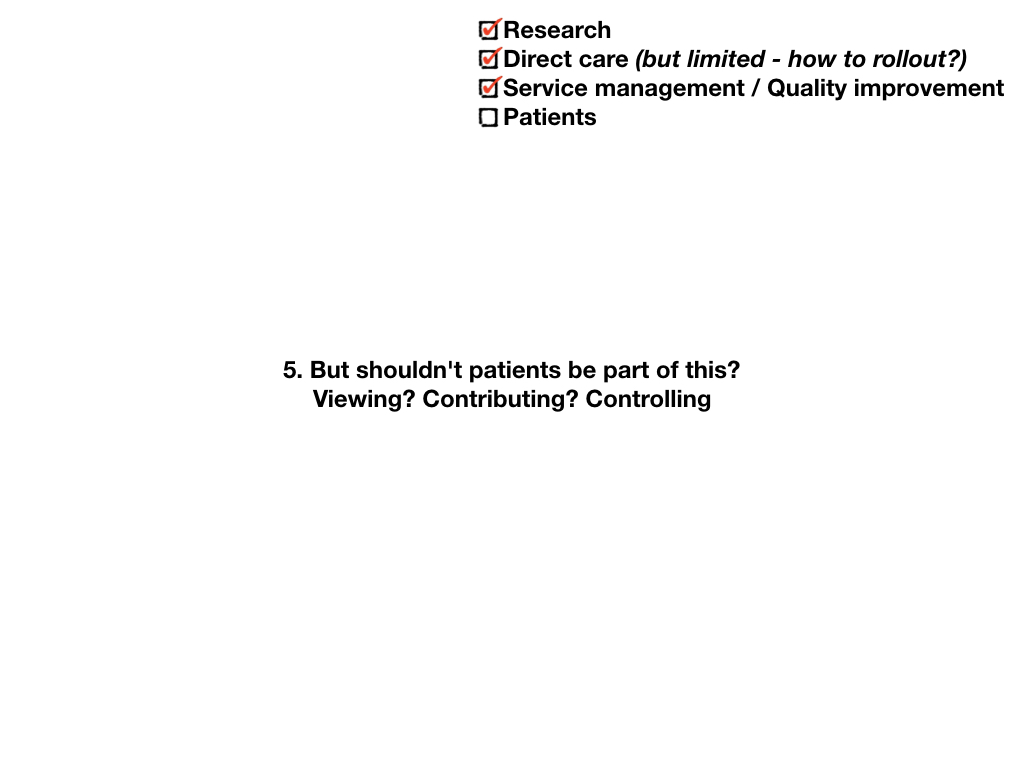 Research
Direct care (but limited - how to rollout?)
Service management / Quality improvement
Patients
5. But shouldn't patients be part of this?
Viewing? Contributing? Controlling